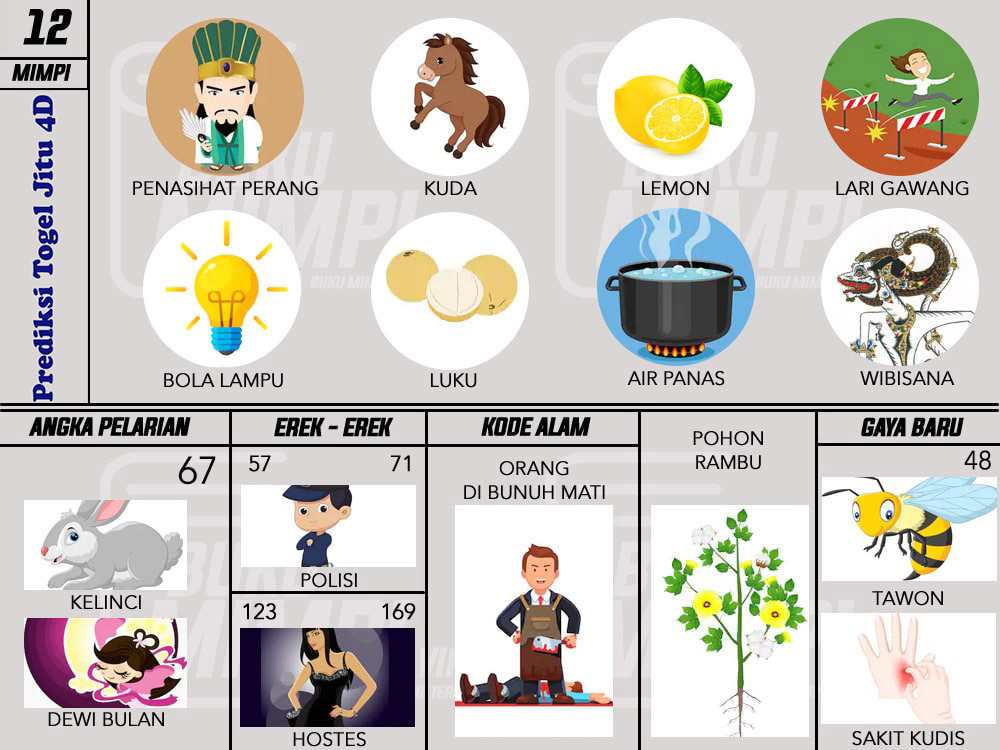 12
MIMPI
Prediksi Togel Jitu 4D
PENASIHAT PERANG
KUDA
LEMON
LARI GAWANG
BOLA LAMPU
LUKU
AIR PANAS
WIBISANA
ANGKA PELARIAN
67
KELINCI
DEWI BULAN
EREK - EREK
57 71
POLISI
123 169
HOSTES
KODE ALAM
ORANG
DI BUNUH MATI
POHON
RAMBU
GAYA BARU
48
TAWON
SAKIT KUDIS
BUKU
MIMPI